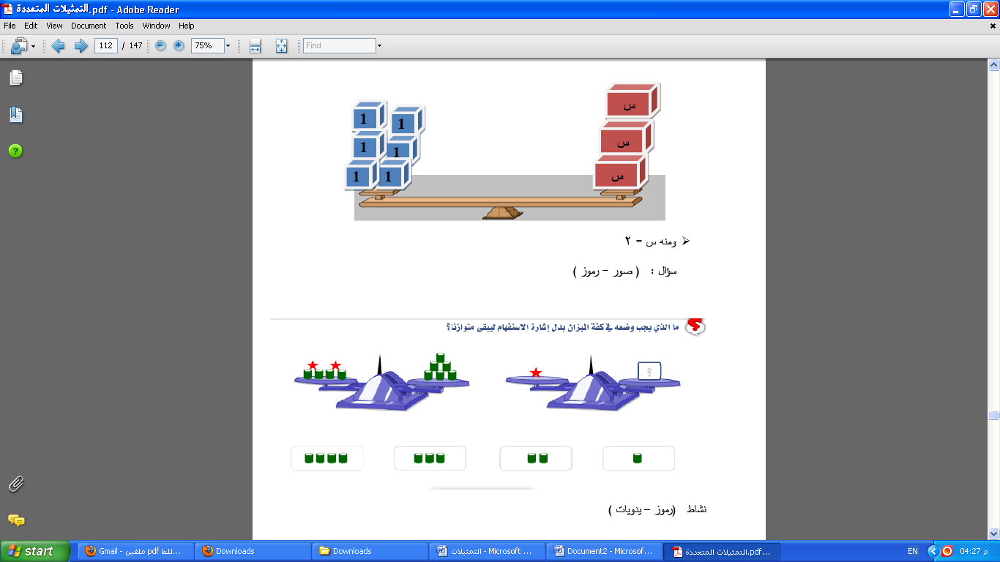 التمثيلات المتعددة.pdf - Adobe Reader
File Edit View Document Tools Window Help
112 / 147 75% Find
س
1 1
س
1 1
س
1 1
ومنه س = ٢
سؤال : ( صور – رموز )
ما الذي يجب وضعه في كفة الميزان بدل إشارة الاستفهام ليبقى متوازنا؟
؟
نشاط (رموز – يدويات )
start
Gmail - ملفين pdf للط...
Downloads
Downloads
التمثيلات - Microsoft ...
Document2 - Microsof...
التمثيلات المتعددة.pdf...
EN
04:27 م